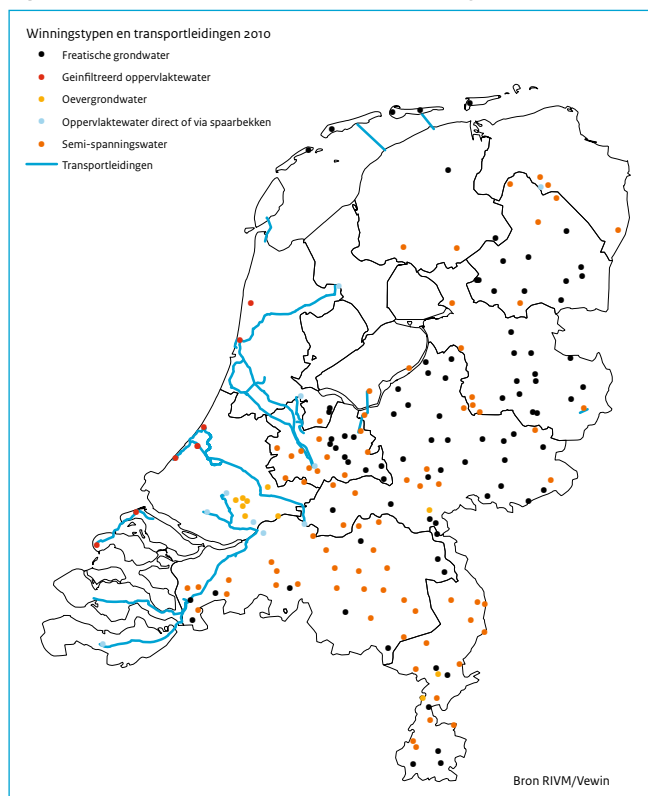 Winningstypen en transportleidingen 2010
Freatische grondwater
Geinfiltreerd oppervlaktewater
Oevergrondwater
Oppervlaktewater direct of via spaarbekken
Semi-spanningswater
Transportleidingen
Bron RIVM/Vewin